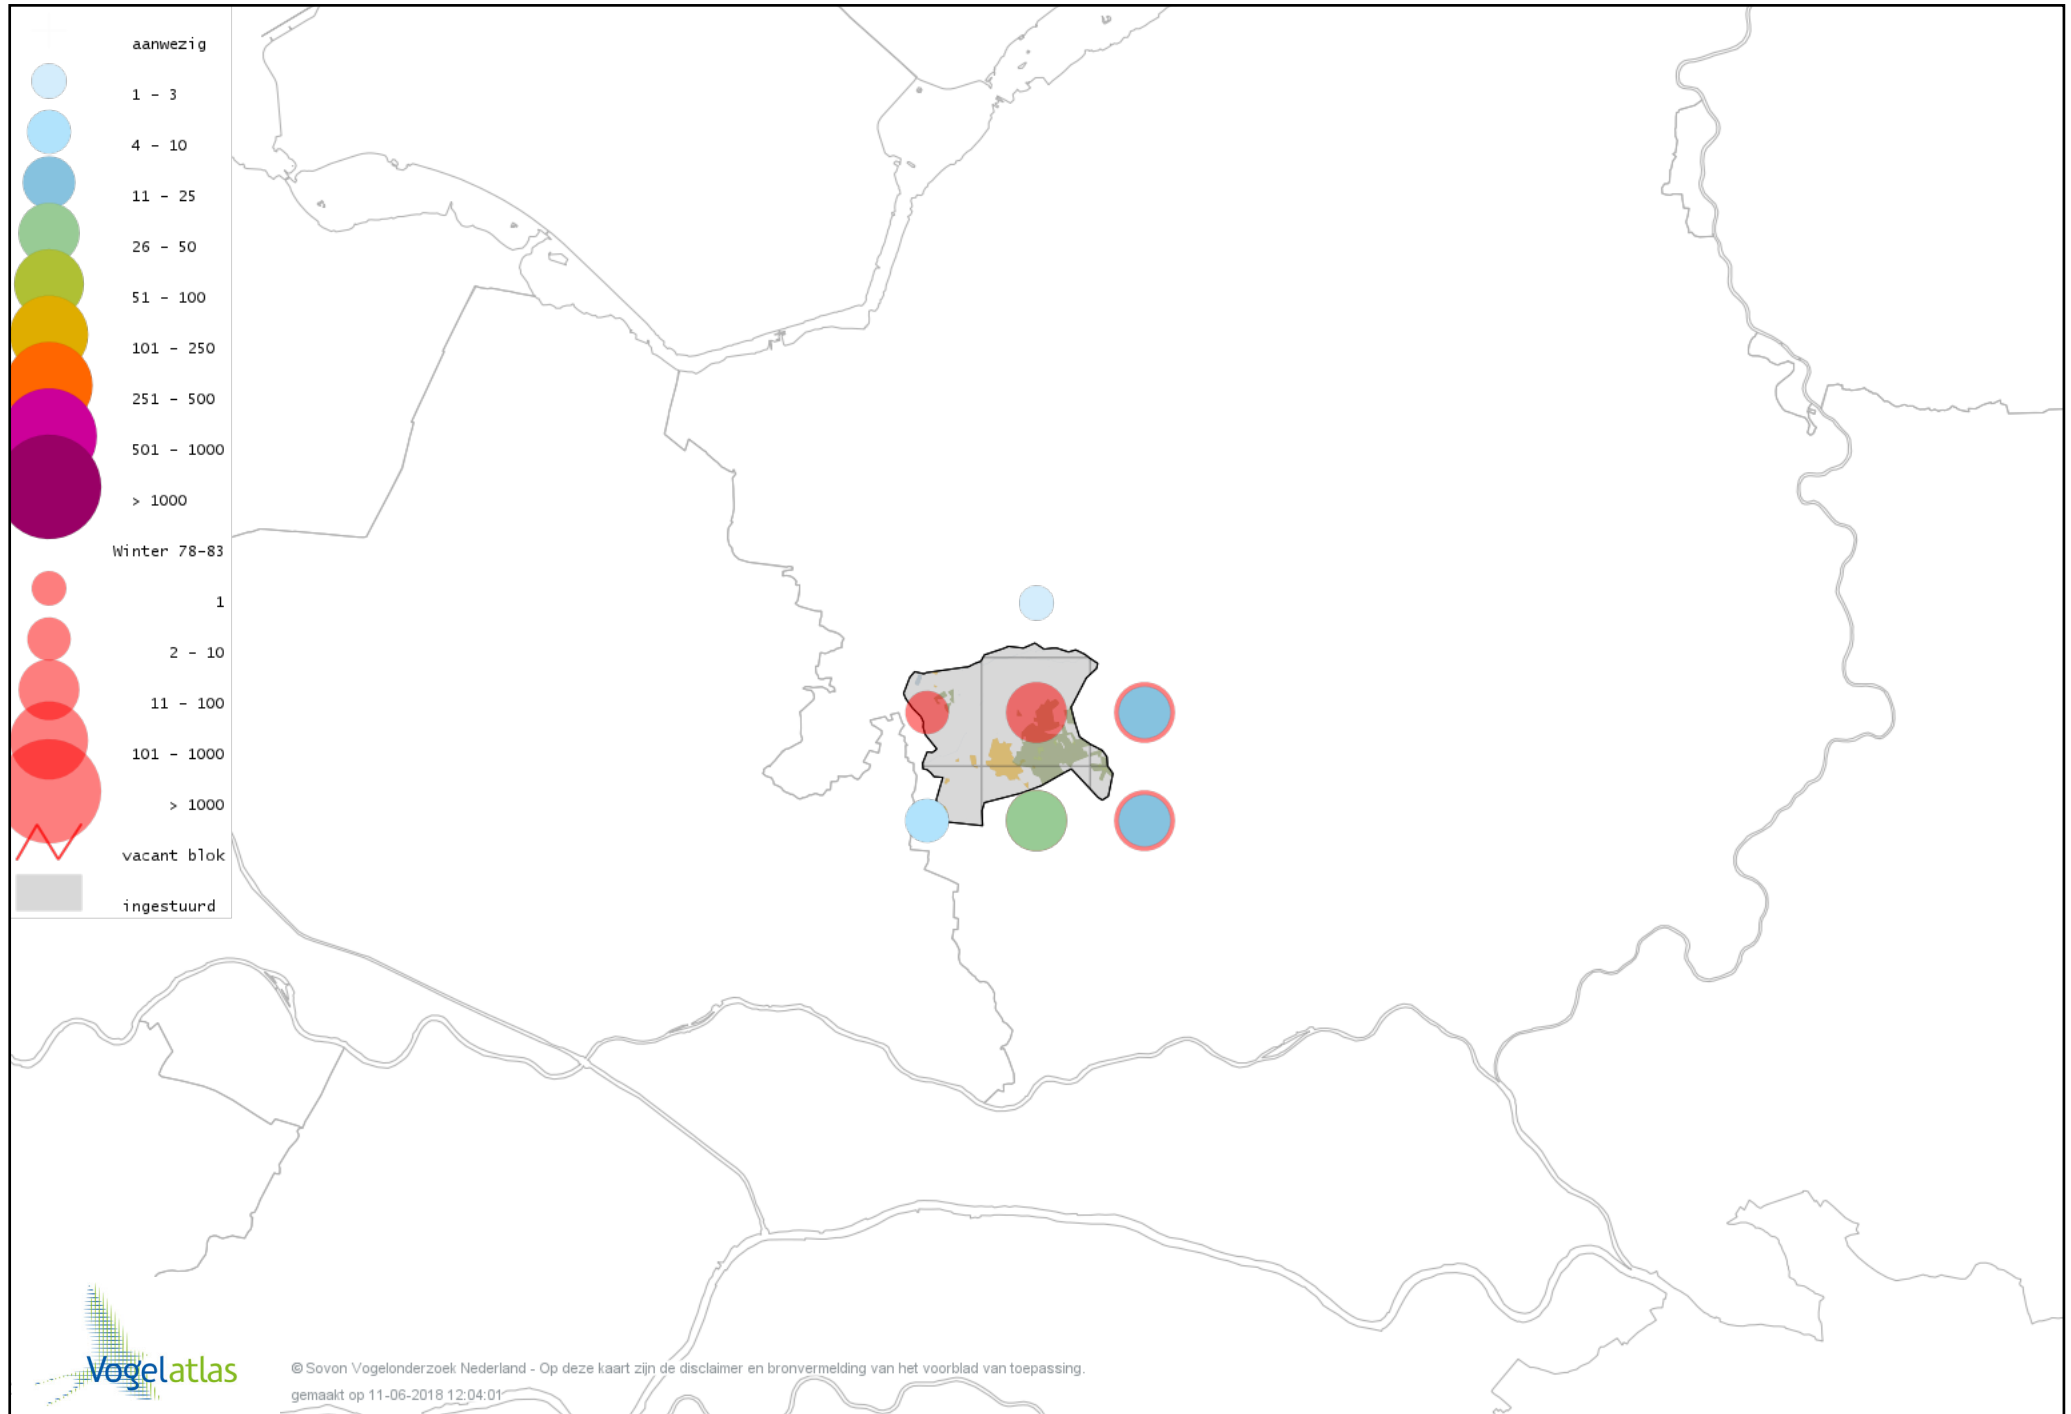 aanwezig
1 - 3
4 - 10
11 - 25
26 - 50
51 - 100
101 - 250
251 - 500
501 - 1000
> 1000
Winter 78-83
1
2 - 10
11 - 100
101 - 1000
> 1000
vacant blok
ingestuurd
Vogelatlas
© Sovon Vogelonderzoek Nederland - Op deze kaart zijn de disclaimer en bronvermelding van het voorblad van toepassing.
gemaakt op 11-06-2018 12:04:01